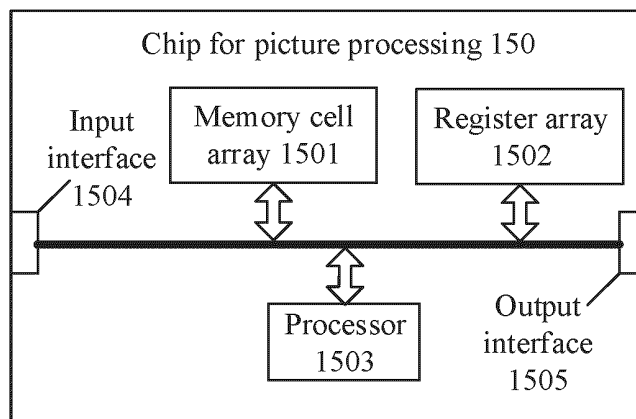 Chip for picture processing 150
Input
interface
1504
Memory cell
array 1501
Register array
1502
Processor
1503
Output
interface
1505